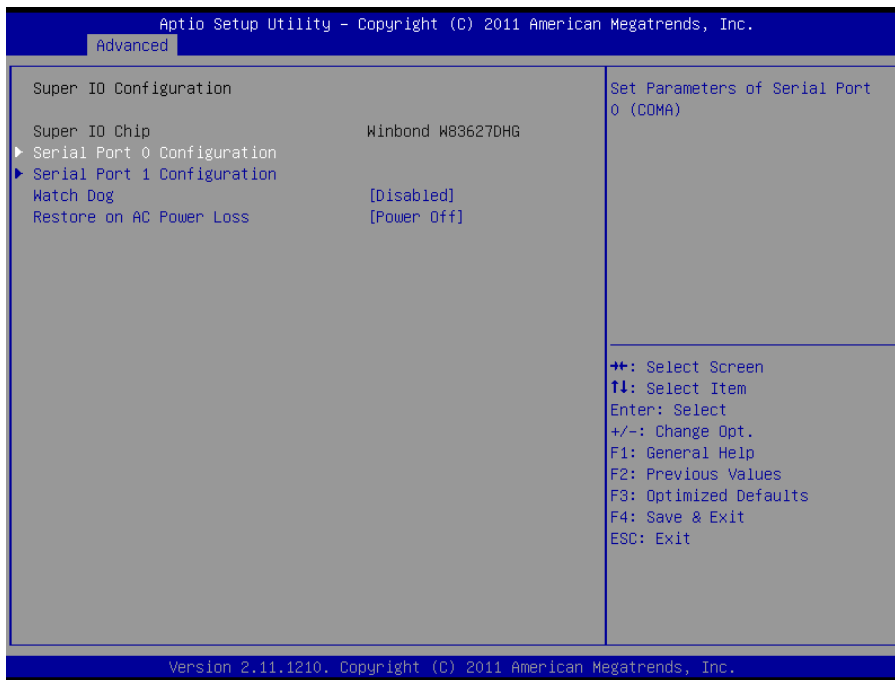 Aptio Setup Utility – Copyright (C) 2011 American Megatrends, Inc.
Advanced
Super IO Configuration
Super IO Chip Winbond W83627DHG
▶ Serial Port 0 Configuration
▶ Serial Port 1 Configuration
Watch Dog [Disabled]
Restore on AC Power Loss [Power Off]
Set Parameters of Serial Port
0 (COMA)
→←: Select Screen
↑↓: Select Item
Enter: Select
+/-: Change Opt.
F1: General Help
F2: Previous Values
F3: Optimized Defaults
F4: Save & Exit
ESC: Exit
Version 2.11.1210. Copyright (C) 2011 American Megatrends, Inc.